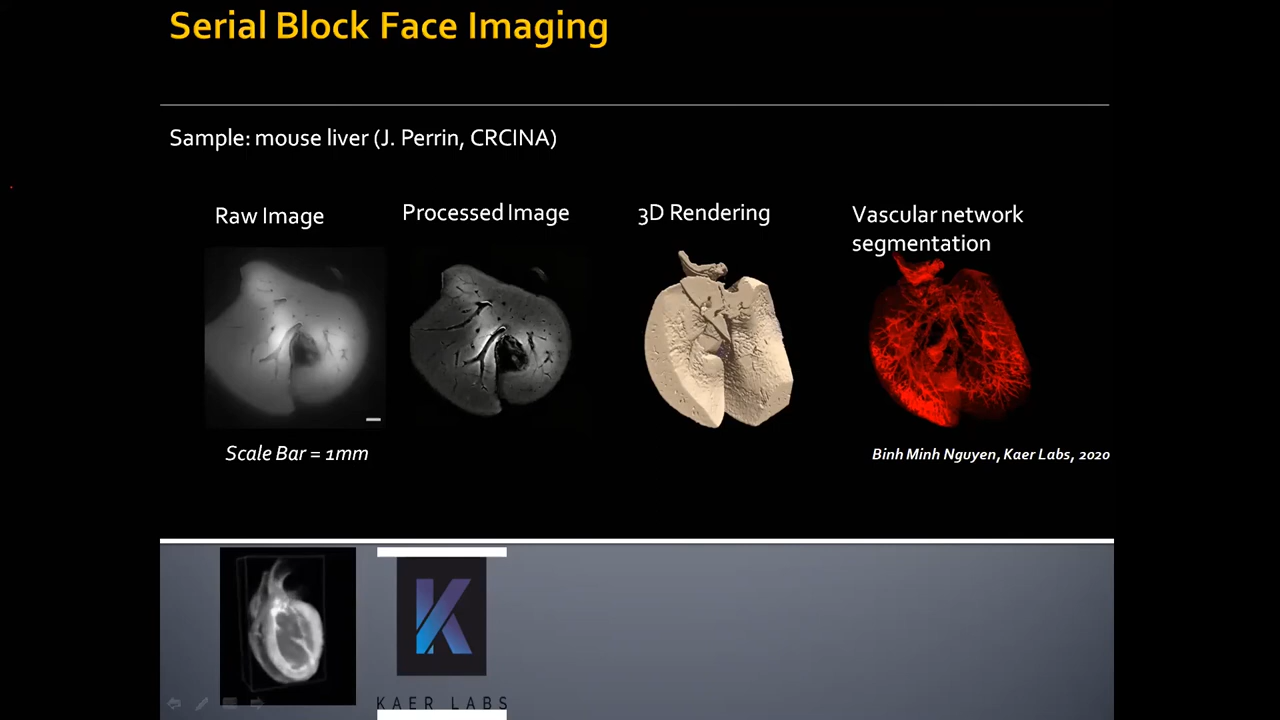 Serial Block Face Imaging
Sample: mouse liver (J. Perrin, CRCINA)
Raw Image
Processed Image
3D Rendering
Vascular network
segmentation
Scale Bar = 1mm
Binh Minh Nguyen, Kaer Labs, 2020
K
KAER LABS